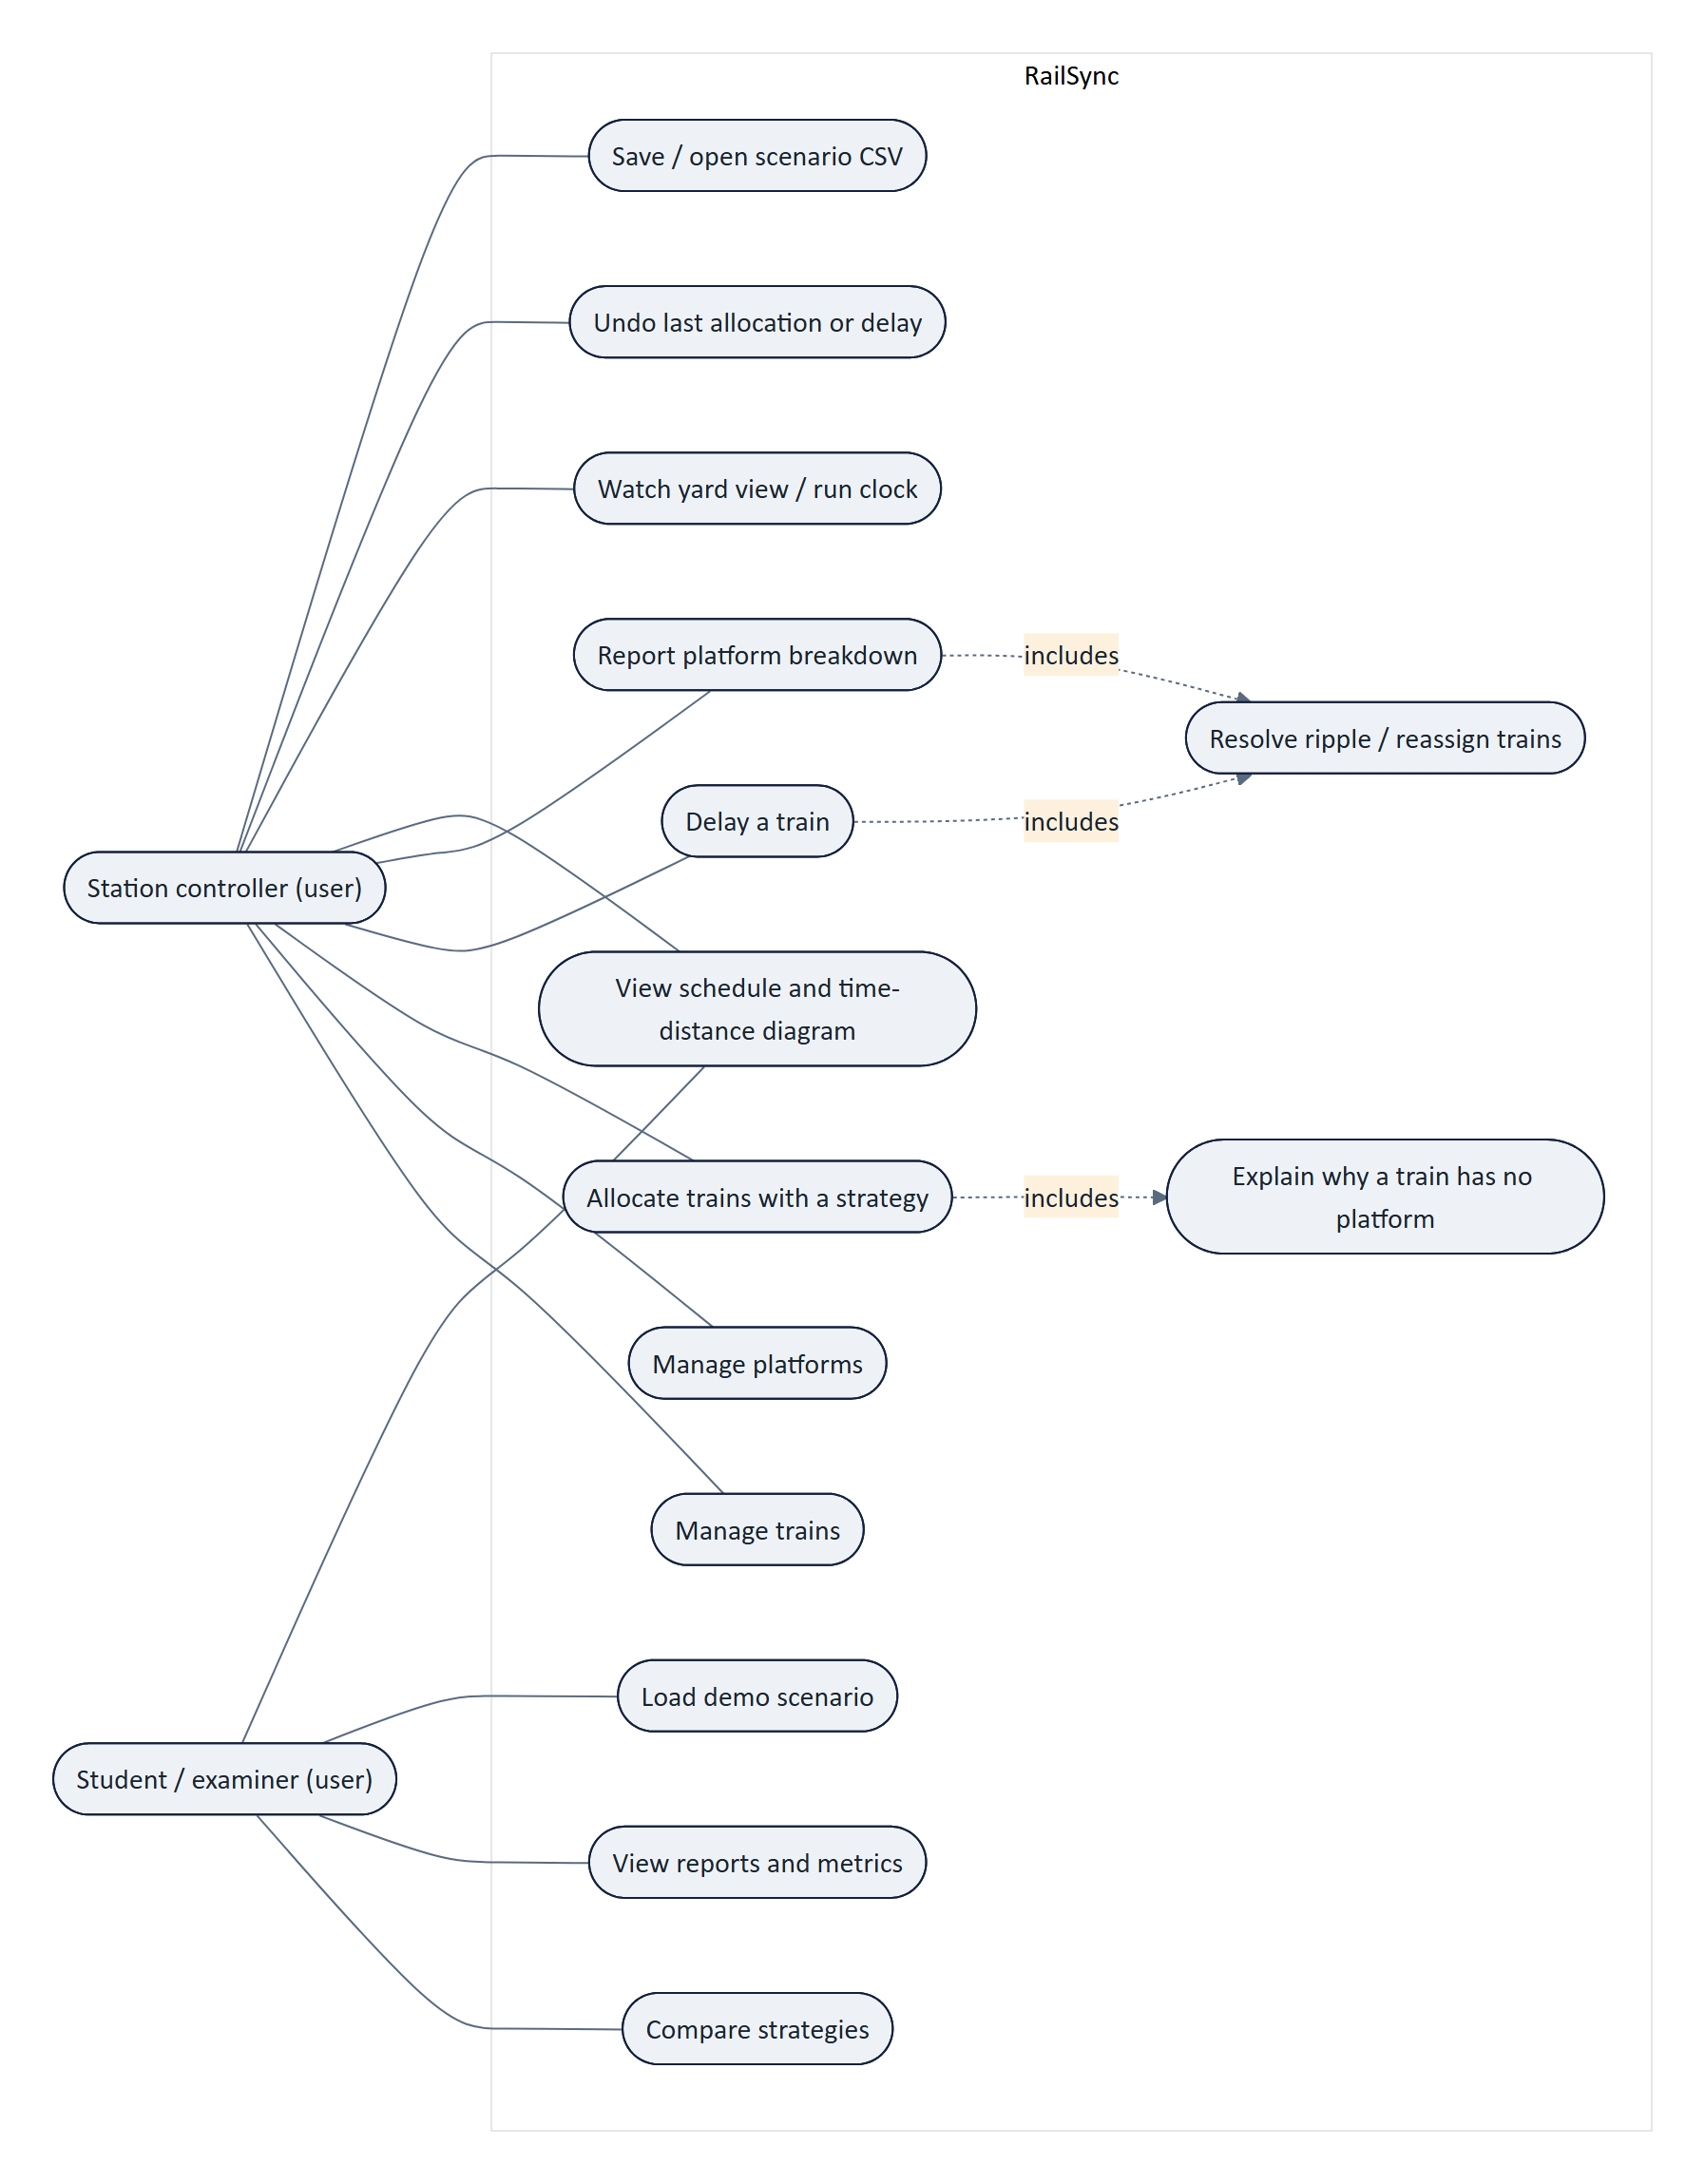 RailSync
Save / open scenario CSV
Undo last allocation or delay
Watch yard view / run clock
Report platform breakdown
includes
Resolve ripple / reassign trains
Delay a train
includes
Station controller (user)
View schedule and time-
distance diagram
Allocate trains with a strategy
includes
Explain why a train has no
platform
Manage platforms
Manage trains
Load demo scenario
Student / examiner (user)
View reports and metrics
Compare strategies